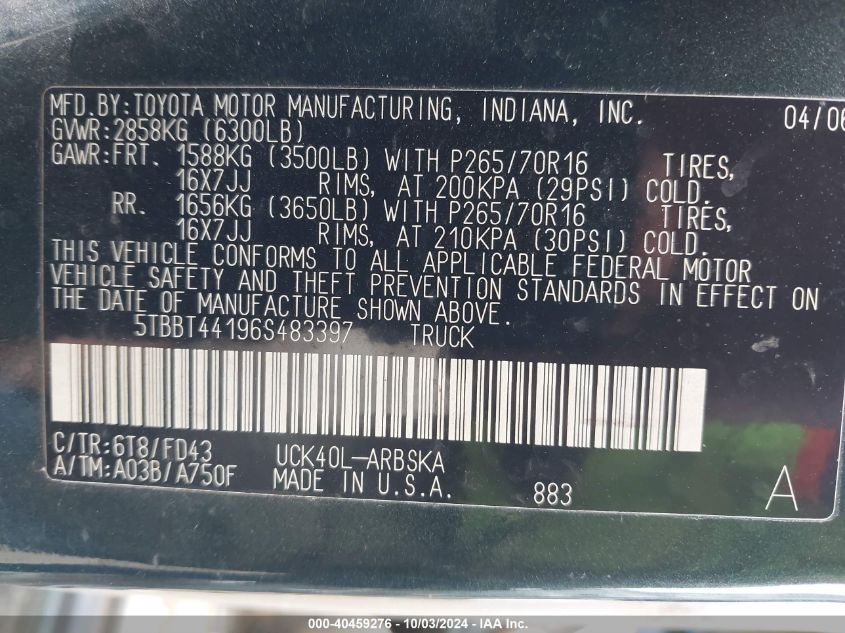 MFD.BY:TOYOTA MOTOR MANUFACTURING, INDIANA, INC. 04/06
GVWR:2858KG (6300LB)
GAWR:FRT. 1588KG (3500LB) WITH P265/70R16 TIRES,
16X7JJ RIMS, AT 200KPA (29PSI) COLD.
RR. 1656KG (3650LB) WITH P265/70R16 TIRES,
16X7JJ RIMS, AT 210KPA (30PSI) COLD.
THIS VEHICLE CONFORMS TO ALL APPLICABLE FEDERAL MOTOR
VEHICLE SAFETY AND THEFT PREVENTION STANDARDS IN EFFECT ON
THE DATE OF MANUFACTURE SHOWN ABOVE.
5TBBT44196S483397 TRUCK
C/TR:6T8/FD43 UCK40L-ARBSKA
A/TM:A03B/A750F MADE IN U.S.A. 883 A
000-40459276 - 10/03/2024 - IAA Inc.